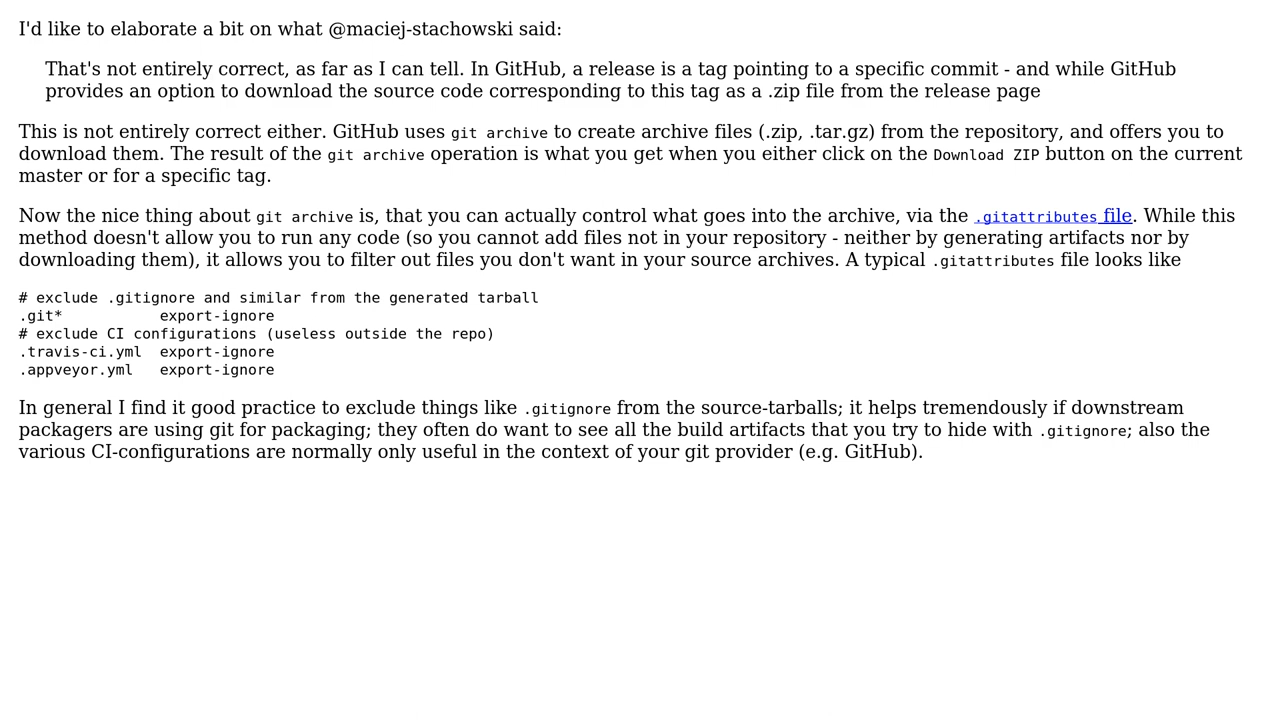 I'd like to elaborate a bit on what @maciej-stachowski said:
That's not entirely correct, as far as I can tell. In GitHub, a release is a tag pointing to a specific commit - and while GitHub
provides an option to download the source code corresponding to this tag as a .zip file from the release page
This is not entirely correct either. GitHub uses git archive to create archive files (.zip, .tar.gz) from the repository, and offers you to
download them. The result of the git archive operation is what you get when you either click on the Download ZIP button on the current
master or for a specific tag.
Now the nice thing about git archive is, that you can actually control what goes into the archive, via the .gitattributes file. While this
method doesn't allow you to run any code (so you cannot add files not in your repository - neither by generating artifacts nor by
downloading them), it allows you to filter out files you don't want in your source archives. A typical .gitattributes file looks like
# exclude .gitignore and similar from the generated tarball
.git*           export-ignore
# exclude CI configurations (useless outside the repo)
.travis-ci.yml  export-ignore
.appveyor.yml   export-ignore
In general I find it good practice to exclude things like .gitignore from the source-tarballs; it helps tremendously if downstream
packagers are using git for packaging; they often do want to see all the build artifacts that you try to hide with .gitignore; also the
various CI-configurations are normally only useful in the context of your git provider (e.g. GitHub).